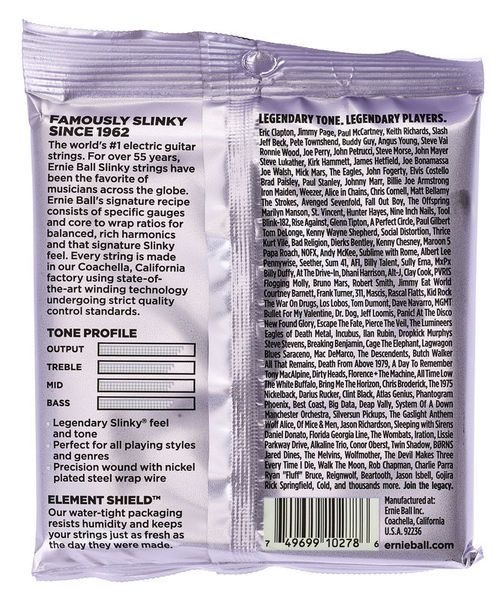 FAMOUSLY SLINKY
SINCE 1962
The world's #1 electric guitar
strings. For over 55 years,
Ernie Ball Slinky strings have
been the favorite of
musicians across the globe.
Ernie Ball's signature recipe
consists of specific gauges
and core to wrap ratios for
balanced, rich harmonics
and that signature Slinky
feel. Every string is made
in our Coachella, California
factory using state-of-
the-art winding technology
undergoing strict quality
control standards.
TONE PROFILE
OUTPUT
TREBLE
MID
BASS
Legendary Slinky® feel
and tone
Perfect for all playing styles
and genres
Precision wound with nickel
plated steel wrap wire
ELEMENT SHIELD™
Our water-tight packaging
resists humidity and keeps
your strings just as fresh as
the day they were made.
LEGENDARY TONE. LEGENDARY PLAYERS.
Eric Clapton, Jimmy Page, Paul McCartney, Keith Richards, Slash
Jeff Beck, Pete Townshend, Buddy Guy, Angus Young, Steve Vai
Ronnie Wood, Joe Perry, John Petrucci, Steve Morse, John Mayer
Steve Lukather, Kirk Hammett, James Hetfield, Joe Bonamassa
Joe Walsh, Mick Mars, The Eagles, John Fogerty, Elvis Costello
Brad Paisley, Paul Stanley, Johnny Marr, Billie Joe Armstrong
Iron Maiden, Weezer, Alice in Chains, Chris Cornell, Matt Bellamy
The Strokes, Avenged Sevenfold, Fall Out Boy, The Offspring
Marilyn Manson, St. Vincent, Hunter Hayes, Nine Inch Nails, Tool
Blink-182, Rise Against, Glenn Tipton, A Perfect Circle, Paul Gilbert
Tom DeLonge, Kenny Wayne Shepherd, Social Distortion, Thrice
Kurt Vile, Bad Religion, Dierks Bentley, Kenny Chesney, Maroon 5
Papa Roach, NOFX, Andy McKee, Sublime with Rome, Albert Lee
Pennywise, Seether, Sum 41, AFI, Billy Talent, Sully Erna, MxPx
Billy Duffy, At The Drive-In, Dhani Harrison, Alt-J, Clay Cook, PVRIS
Flogging Molly, Bruno Mars, Robert Smith, Jimmy Eat World
Courtney Barnett, Frank Turner, 311, Mascis, Rascal Flatts, Kid Rock
The War On Drugs, Los Lobos, Tom Dumont, Dave Navarro, MGMT
Bullet For My Valentine, Dr. Dog, Jeff Loomis, Panic! At The Disco
New Found Glory, Escape The Fate, Pierce The Veil, The Lumineers
Eagles of Death Metal, Incubus, Ilan Rubin, Dropkick Murphys
Steve Stevens, Breaking Benjamin, Cage The Elephant, Lagwagon
Blues Saraceno, Mac DeMarco, The Descendents, Butch Walker
All That Remains, Death From Above 1979, A Day To Remember
Tony MacAlpine, Dirty Heads, Florence + The Machine, All Time Low
The White Buffalo, Bring Me The Horizon, Chris Broderick, The 1975
Nickelback, Darius Rucker, Clint Black, Atlas Genius, Phantogram
Phoenix, Best Coast, Big Data, Deap Vally, System Of A Down
Manchester Orchestra, Silversun Pickups, The Gaslight Anthem
Wolf Alice, Of Mice & Men, Jason Richardson, Sleeping with Sirens
Daniel Donato, Florida Georgia Line, The Wombats, Iration, Lissie
Parkway Drive, Alkaline Trio, Conor Oberst, Twin Shadow, BØRNS
Jared Dines, The Melvins, Wolfmother, The Devil Makes Three
Every Time I Die, Walk The Moon, Rob Chapman, Charlie Parra
Ryan "Fluff" Bruce, Reignwolf, Beartooth, Jason Isbell, Gojira
Rick Springfield, Cold, and thousands more. Join the legacy.
Manufactured at:
Ernie Ball Inc.
Coachella, California
U.S.A. 92236
ernieball.com
7 49699 10278 6